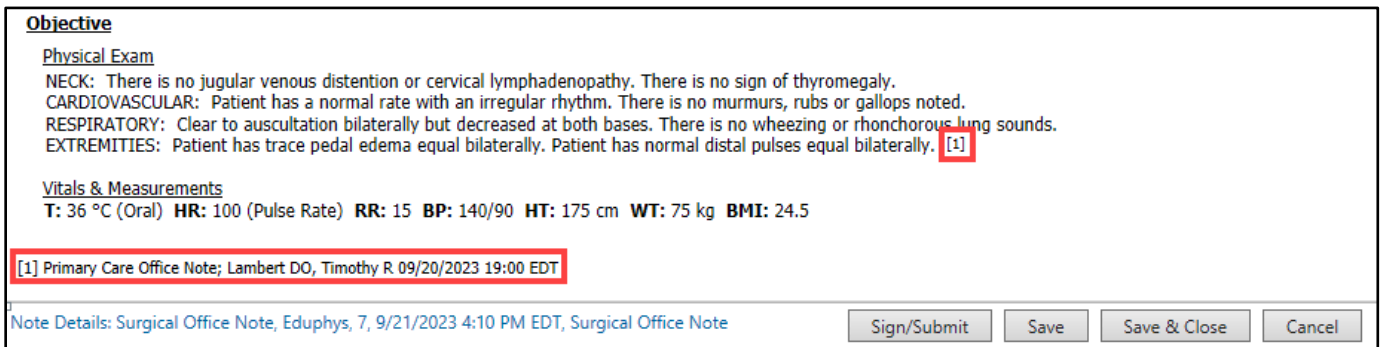 Objective
Physical Exam
NECK: There is no jugular venous distention or cervical lymphadenopathy. There is no sign of thyromegaly.
CARDIOVASCULAR: Patient has a normal rate with an irregular rhythm. There is no murmurs, rubs or gallops noted.
RESPIRATORY: Clear to auscultation bilaterally but decreased at both bases. There is no wheezing or rhonchorous lung sounds.
EXTREMITIES: Patient has trace pedal edema equal bilaterally. Patient has normal distal pulses equal bilaterally. [1]
Vitals & Measurements
T: 36 °C (Oral) HR: 100 (Pulse Rate) RR: 15 BP: 140/90 HT: 175 cm WT: 75 kg BMI: 24.5
[1] Primary Care Office Note; Lambert DO, Timothy R 09/20/2023 19:00 EDT
Note Details: Surgical Office Note, Eduphys, 7, 9/21/2023 4:10 PM EDT, Surgical Office Note
Sign/Submit Save Save & Close Cancel